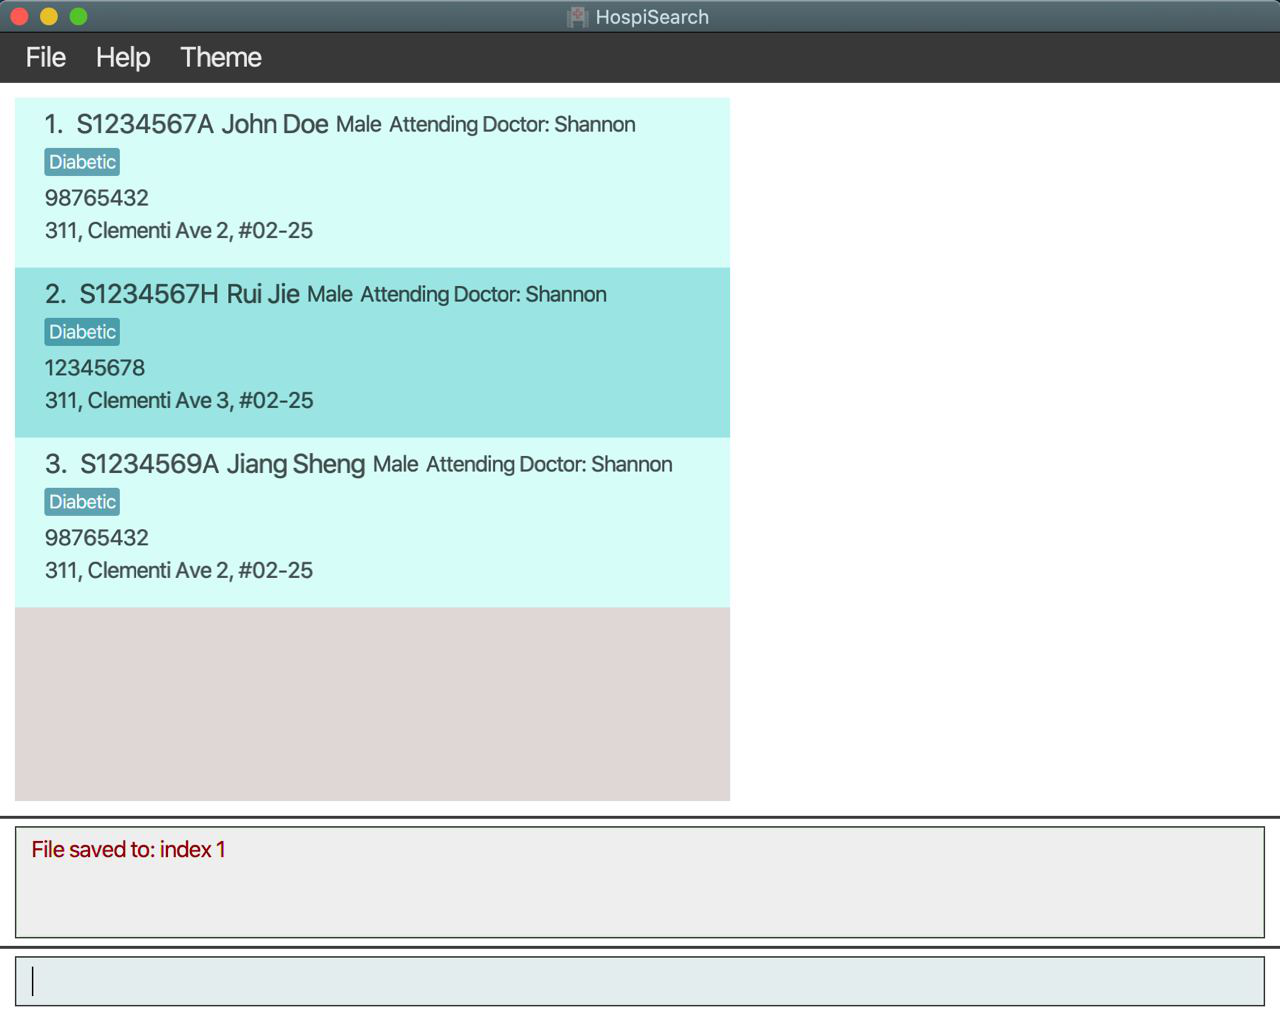 HospiSearch
File Help Theme
1. S1234567A John Doe Male Attending Doctor: Shannon
Diabetic
98765432
311, Clementi Ave 2, #02-25
2. S1234567H Rui Jie Male Attending Doctor: Shannon
Diabetic
12345678
311, Clementi Ave 3, #02-25
3. S1234569A Jiang Sheng Male Attending Doctor: Shannon
Diabetic
98765432
311, Clementi Ave 2, #02-25
File saved to: index 1